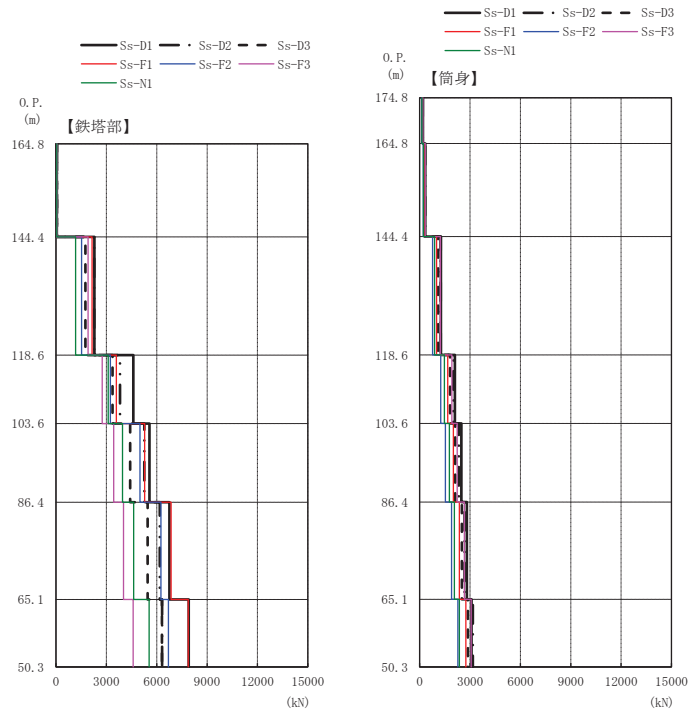 Ss-D1 Ss-D2 Ss-D3
Ss-F1 Ss-F2 Ss-F3
Ss-N1
O.P.
(m)
【鉄塔部】
164.8
144.4
118.6
103.6
86.4
65.1
50.3
0 3000 6000 9000 12000 15000
(kN)
Ss-D1 Ss-D2 Ss-D3
Ss-F1 Ss-F2 Ss-F3
Ss-N1
O.P.
(m)
【筒身】
174.8
164.8
144.4
118.6
103.6
86.4
65.1
50.3
0 3000 6000 9000 12000 15000
(kN)